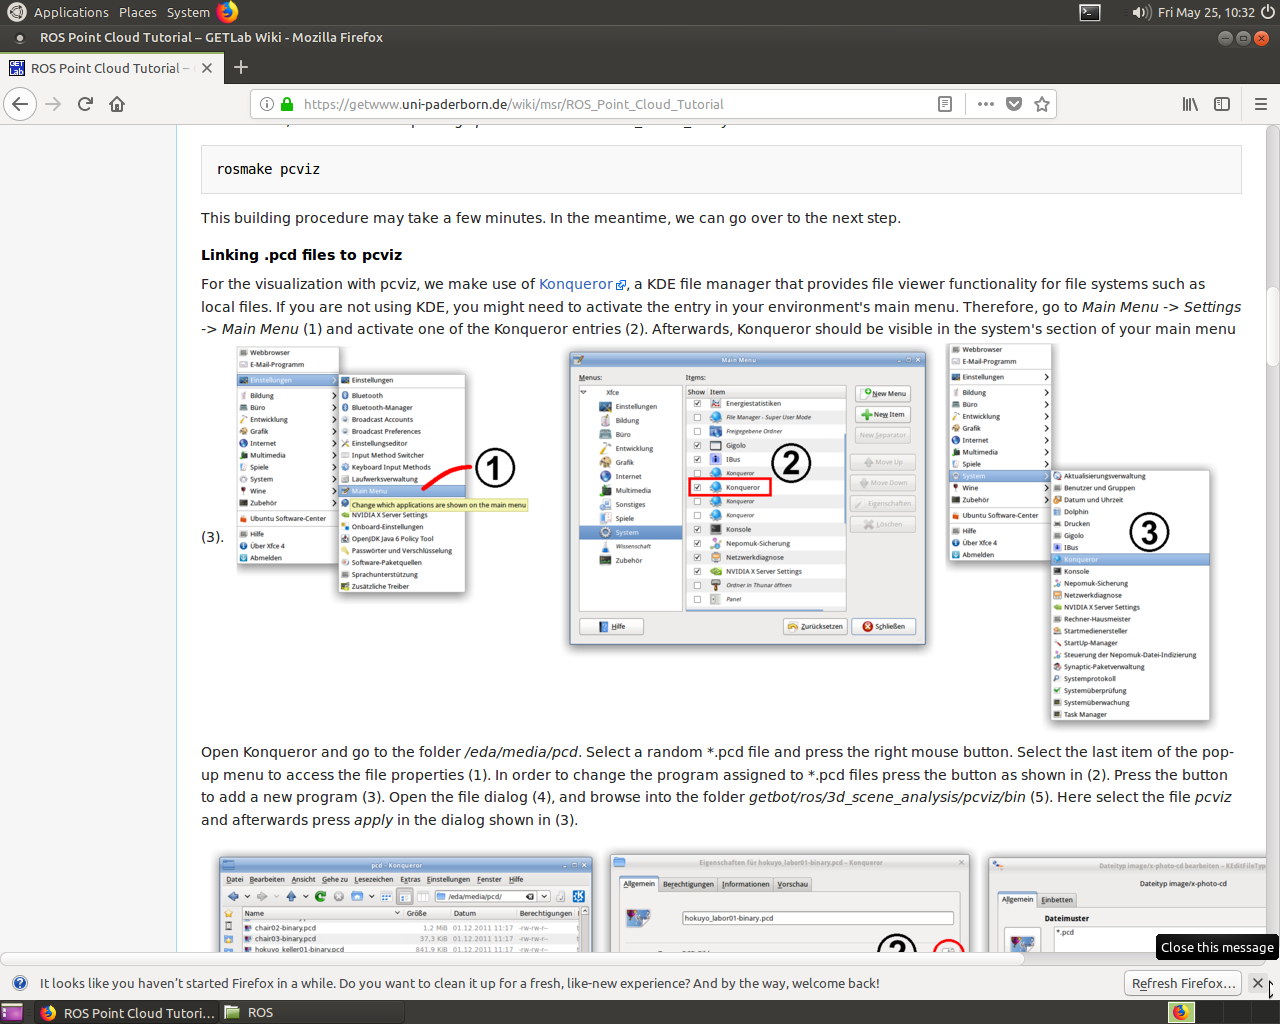 Applications Places System
Fri May 25, 10:32
ROS Point Cloud Tutorial – GETLab Wiki - Mozilla Firefox
ROS Point Cloud Tutorial –
https://getwww.uni-paderborn.de/wiki/msr/ROS_Point_Cloud_Tutorial
rosmake pcviz
This building procedure may take a few minutes. In the meantime, we can go over to the next step.
Linking .pcd files to pcviz
For the visualization with pcviz, we make use of Konqueror, a KDE file manager that provides file viewer functionality for file systems such as
local files. If you are not using KDE, you might need to activate the entry in your environment's main menu. Therefore, go to Main Menu -> Settings
-> Main Menu (1) and activate one of the Konqueror entries (2). Afterwards, Konqueror should be visible in the system's section of your main menu
(3).
Webbrowser
E-Mail-Programm
Einstellungen
Bildung
Büro
Entwicklung
Grafik
Internet
Multimedia
Spiele
System
Wine
Zubehör
Ubuntu Software-Center
Hilfe
Über Xfce 4
Abmelden
Einstellungen
Bluetooth
Bluetooth-Manager
Broadcast Accounts
Broadcast Preferences
Einstellungseditor
Input Method Switcher
Keyboard Input Methods
Laufwerksverwaltung
Main Menu
Change which applications are shown on the main menu
NVIDIA X Server Settings
Onboard-Einstellungen
OpenJDK Java 6 Policy Tool
Passwörter und Verschlüsselung
Software-Paketquellen
Sprachunterstützung
Zusätzliche Treiber
1
Main Menu
Menus:
Items:
Xfce
Einstellungen
Bildung
Büro
Entwicklung
Grafik
Internet
Multimedia
Sonstiges
Spiele
System
Wissenschaft
Zubehör
Show Item
Energiestatistiken
File Manager - Super User Mode
Freigegebene Ordner
Gigolo
IBus
Konqueror
Konqueror
Konqueror
Konqueror
Konsole
Nepomuk-Sicherung
Netzwerkdiagnose
NVIDIA X Server Settings
Ordner in Thunar öffnen
Panel
New Menu
New Item
New Separator
Move Up
Move Down
Eigenschaften
Löschen
Hilfe
Zurücksetzen
Schließen
2
Webbrowser
E-Mail-Programm
Einstellungen
Bildung
Büro
Entwicklung
Grafik
Internet
Multimedia
Spiele
System
Wine
Zubehör
Ubuntu Software-Center
Hilfe
Über Xfce 4
Abmelden
Aktualisierungsverwaltung
Benutzer und Gruppen
Datum und Uhrzeit
Dolphin
Drucken
Gigolo
IBus
Konqueror
Konsole
Nepomuk-Sicherung
Netzwerkdiagnose
NVIDIA X Server Settings
Rechner-Hausmeister
Startmedienersteller
StartUp-Manager
Steuerung der Nepomuk-Datei-Indizierung
Synaptic-Paketverwaltung
Systemprotokoll
Systemüberprüfung
Systemüberwachung
Task Manager
3
Open Konqueror and go to the folder /eda/media/pcd. Select a random *.pcd file and press the right mouse button. Select the last item of the pop-
up menu to access the file properties (1). In order to change the program assigned to *.pcd files press the button as shown in (2). Press the button
to add a new program (3). Open the file dialog (4), and browse into the folder getbot/ros/3d_scene_analysis/pcviz/bin (5). Here select the file pcviz
and afterwards press apply in the dialog shown in (3).
pcd - Konqueror
Datei Bearbeiten Ansicht Gehe zu Lesezeichen Extras Einstellungen Fenster Hilfe
/eda/media/pcd/
Name Größe Datum Berechtigungen
chair02-binary.pcd 1,2 MiB 01.12.2011 11:17 -rw-rw-r--
chair03-binary.pcd 37,3 KiB 01.12.2011 11:17 -rw-rw-r--
hokuyo_keller01-binary.pcd 841,9 KiB 01.12.2011 11:17 -rw-rw-r--
Eigenschaften für hokuyo_labor01-binary.pcd - Konqueror
Allgemein Berechtigungen Informationen Vorschau
hokuyo_labor01-binary.pcd
Dateityp image/x-photo-cd bearbeiten – KEditFileTyp
Dateityp image/x-photo-cd
Allgemein Einbetten
Dateimuster
*.pcd
Close this message
It looks like you haven’t started Firefox in a while. Do you want to clean it up for a fresh, like-new experience? And by the way, welcome back!
Refresh Firefox…
ROS Point Cloud Tutori…
ROS